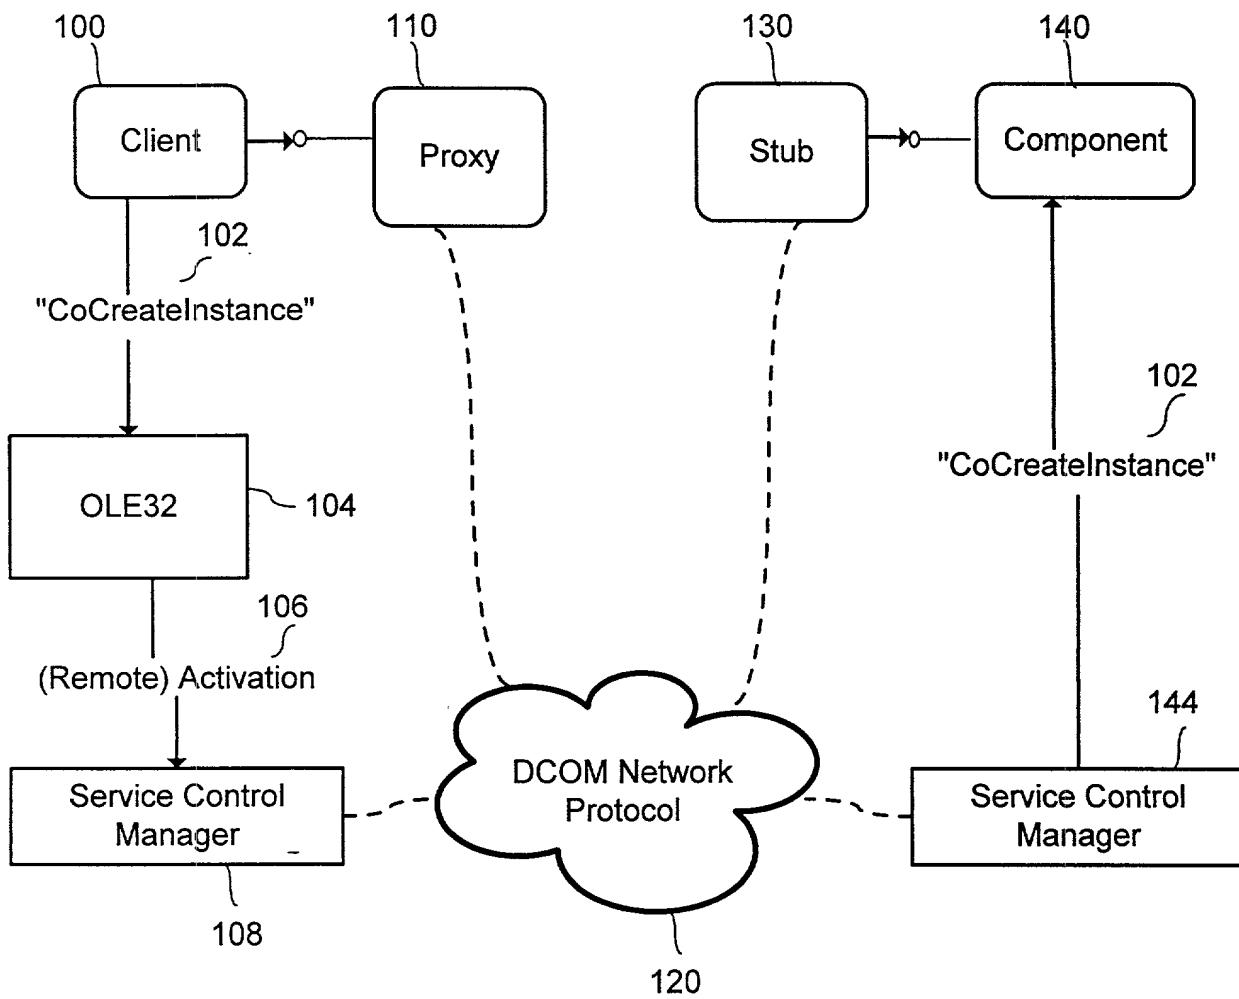 100
110
130
140
Client
Proxy
Stub
Component
102
"CoCreateInstance"
102
"CoCreateInstance"
OLE32
104
106
(Remote) Activation
144
Service Control
Manager
DCOM Network
Protocol
Service Control
Manager
108
120